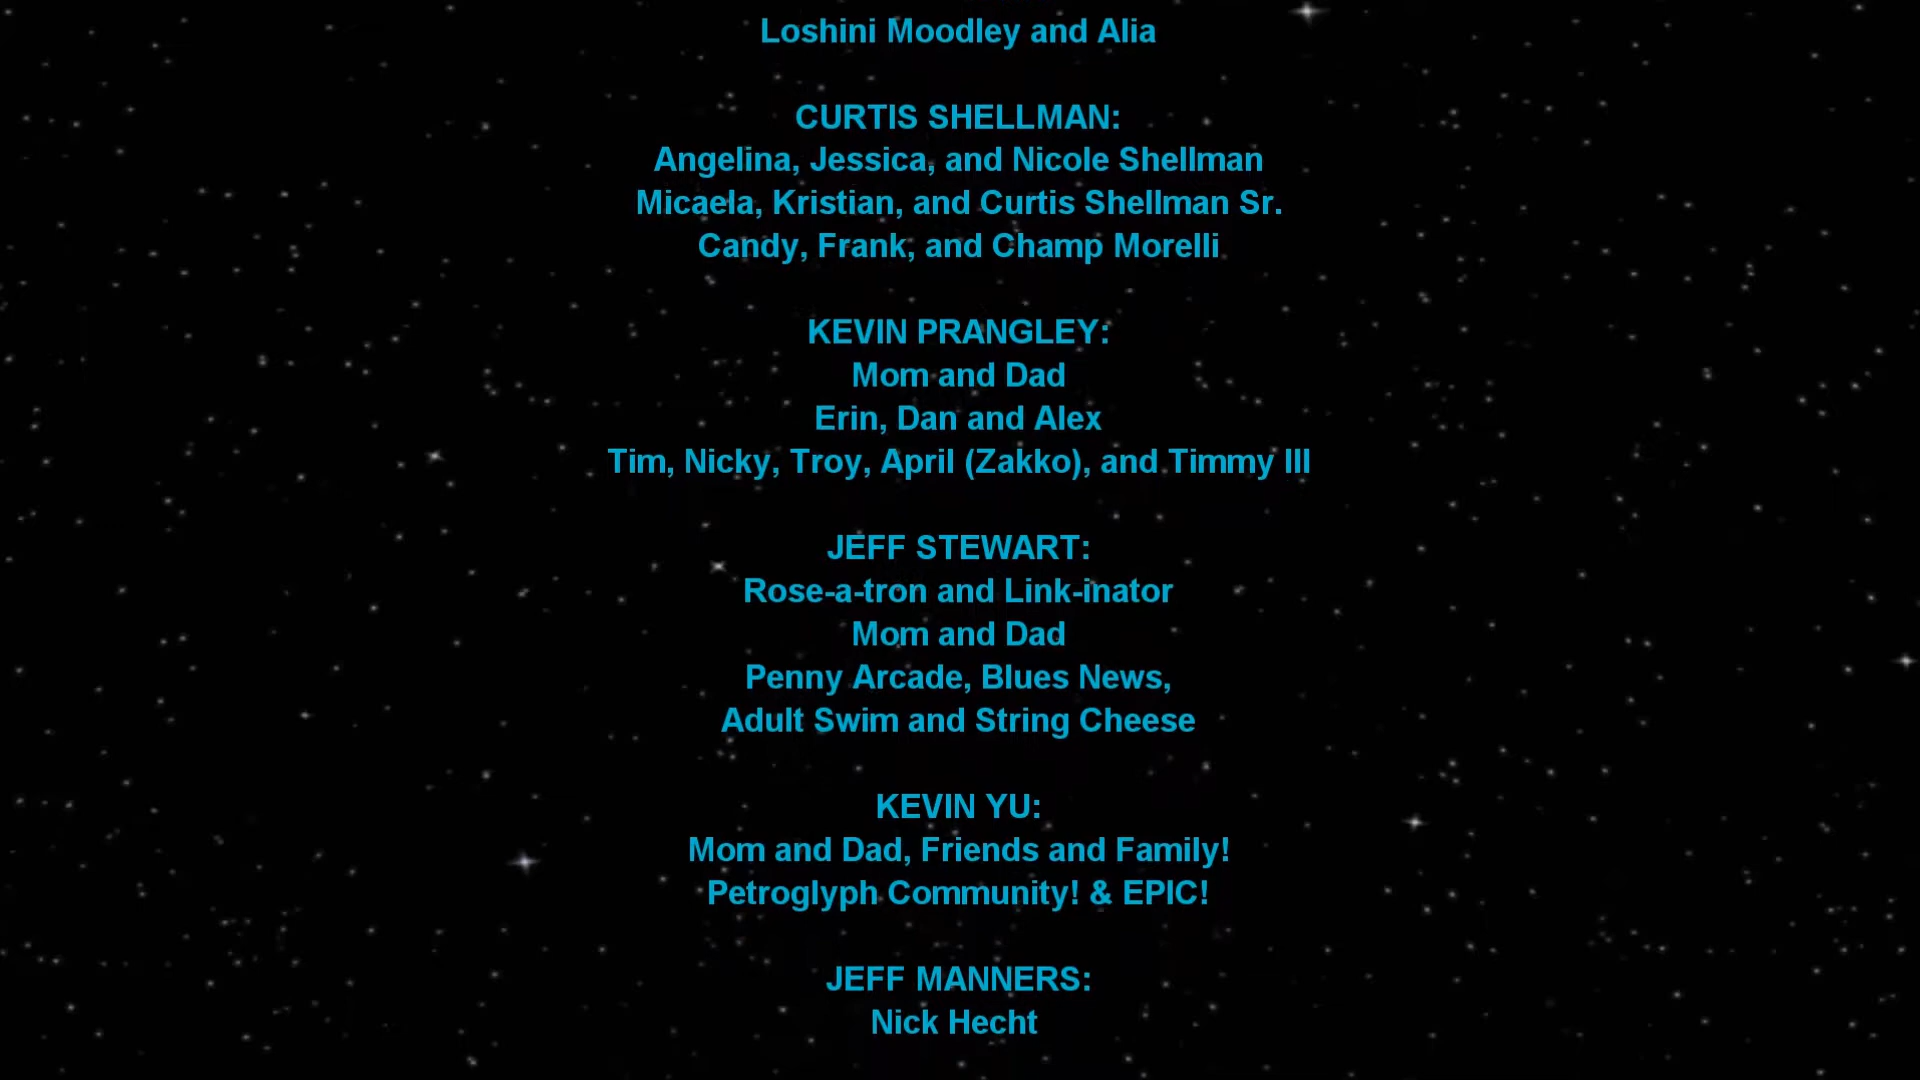 Loshini Moodley and Alia
CURTIS SHELLMAN:
Angelina, Jessica, and Nicole Shellman
Micaela, Kristian, and Curtis Shellman Sr.
Candy, Frank, and Champ Morelli
KEVIN PRANGLEY:
Mom and Dad
Erin, Dan and Alex
Tim, Nicky, Troy, April (Zakko), and Timmy III
JEFF STEWART:
Rose-a-tron and Link-inator
Mom and Dad
Penny Arcade, Blues News,
Adult Swim and String Cheese
KEVIN YU:
Mom and Dad, Friends and Family!
Petroglyph Community! & EPIC!
JEFF MANNERS:
Nick Hecht